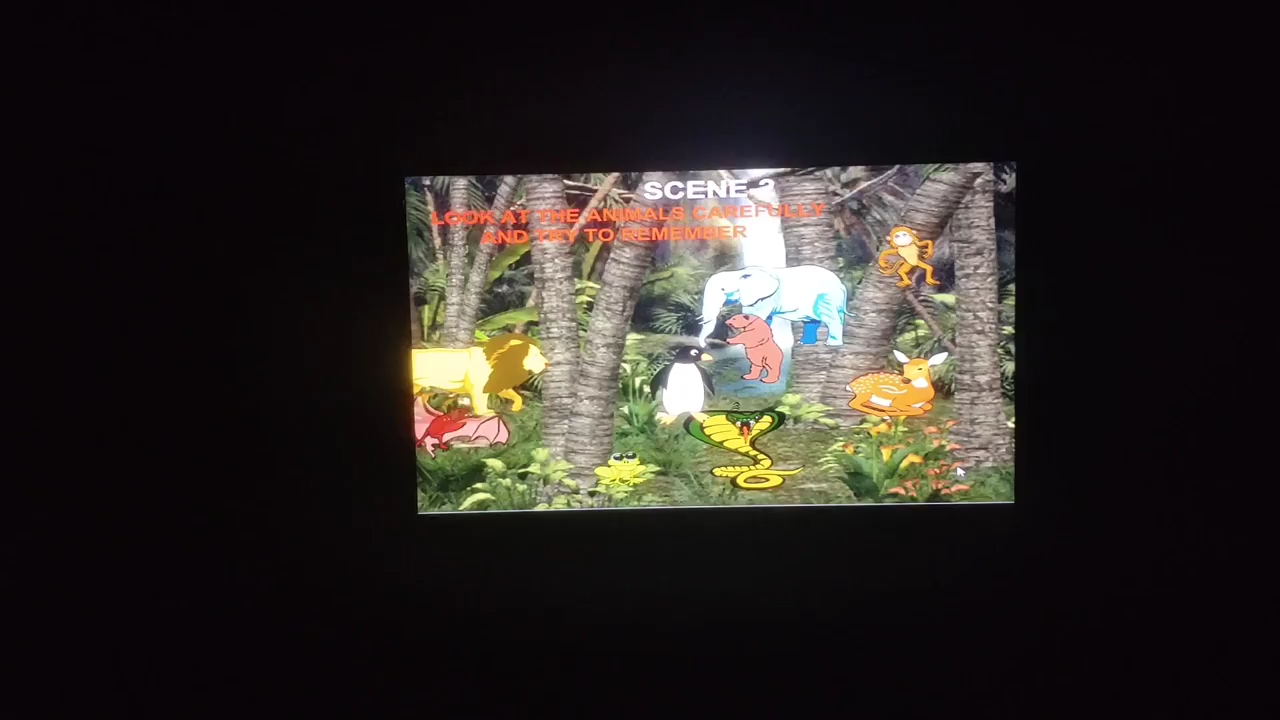 SCENE 2
LOOK AT THE ANIMALS CAREFULLY
AND TRY TO REMEMBER